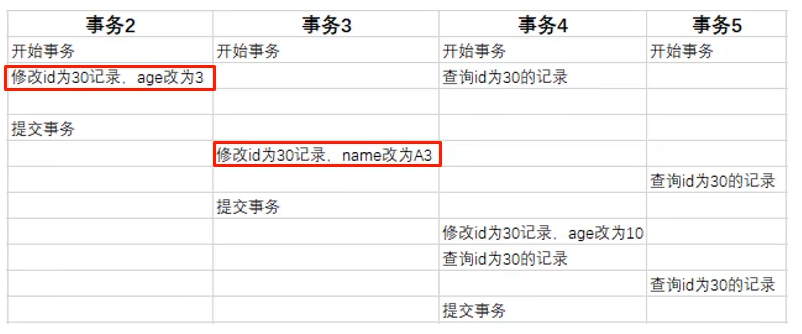 事务2 事务3 事务4 事务5
开始事务 开始事务 开始事务 开始事务
修改id为30记录，age改为3 查询id为30的记录
提交事务
修改id为30记录，name改为A3
查询id为30的记录
提交事务
修改id为30记录，age改为10
查询id为30的记录
查询id为30的记录
提交事务